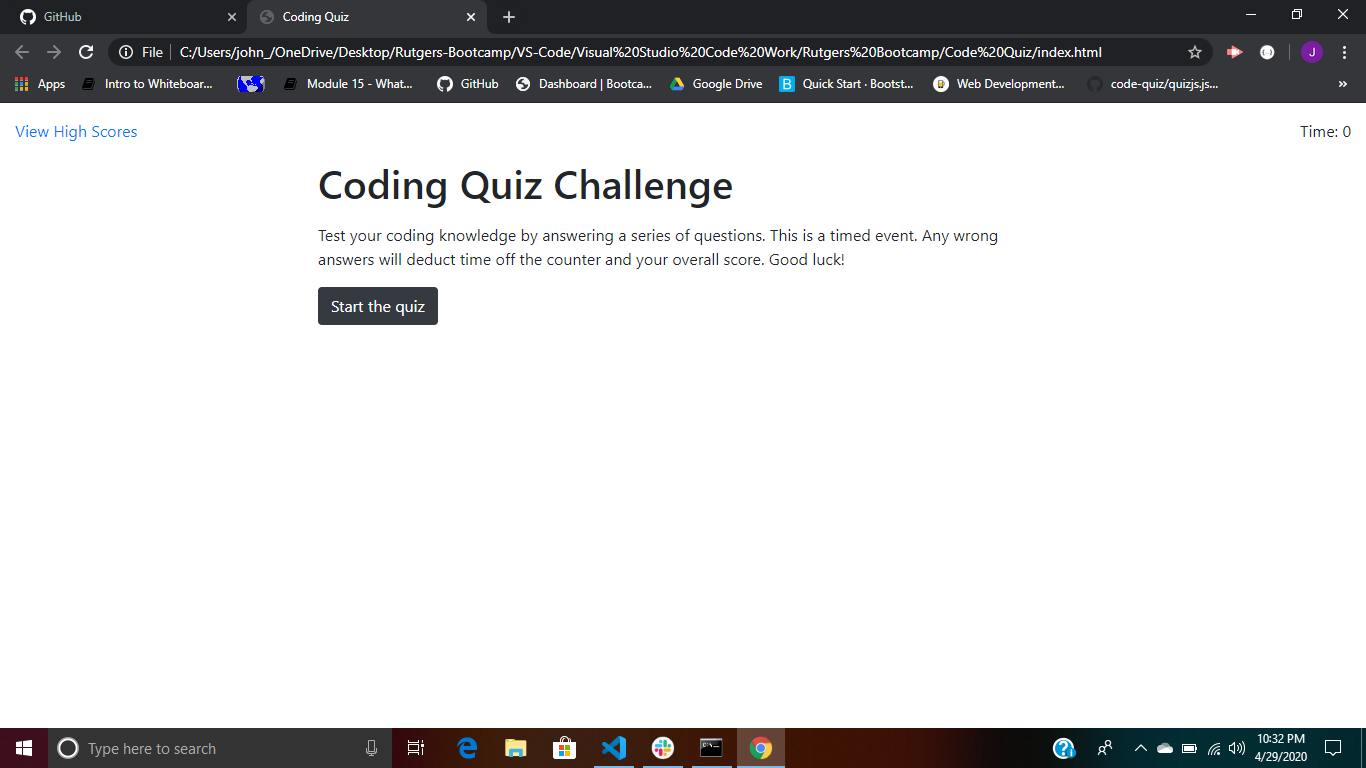 GitHub
Coding Quiz
File
C:/Users/john_/OneDrive/Desktop/Rutgers-Bootcamp/VS-Code/Visual%20Studio%20Code%20Work/Rutgers%20Bootcamp/Code%20Quiz/index.html
J
Apps
Intro to Whiteboar...
Module 15 - What...
GitHub
Dashboard | Bootca...
Google Drive
B
Quick Start · Bootst...
Web Development...
code-quiz/quizjs.js...
»
View High Scores
Time: 0
Coding Quiz Challenge
Test your coding knowledge by answering a series of questions. This is a timed event. Any wrong
answers will deduct time off the counter and your overall score. Good luck!
Start the quiz
Type here to search
10:32 PM
4/29/2020